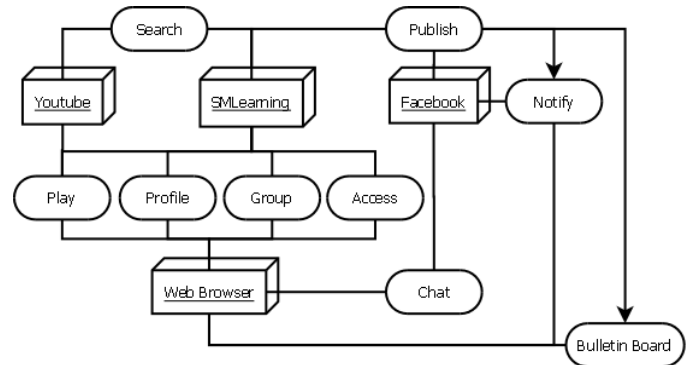 Search
Publish
Youtube
SMLearning
Facebook
Notify
Play
Profile
Group
Access
Web Browser
Chat
Bulletin Board